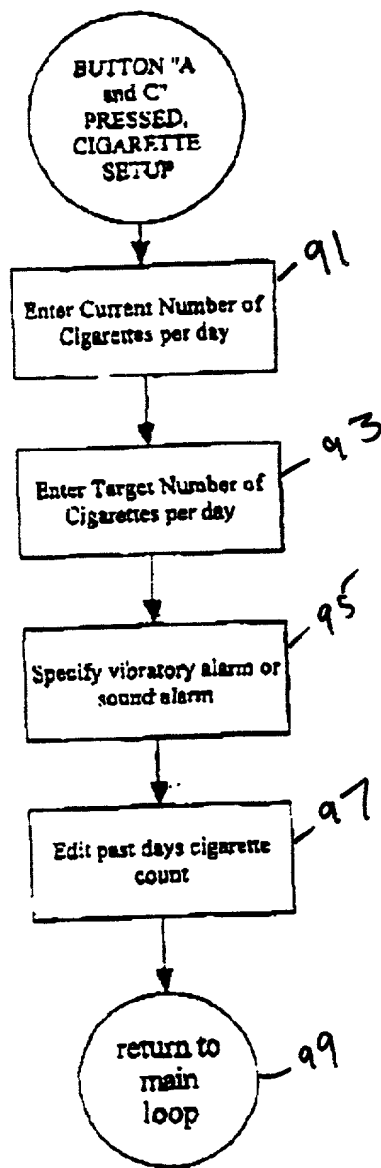 BUTTON "A
and C"
PRESSED,
CIGARETTE
SETUP
91
Enter Current Number of
Cigarettes per day
93
Enter Target Number of
Cigarettes per day
95
Specify vibratory alarm or
sound alarm
97
Edit past days cigarette
count
return to
main
loop
99